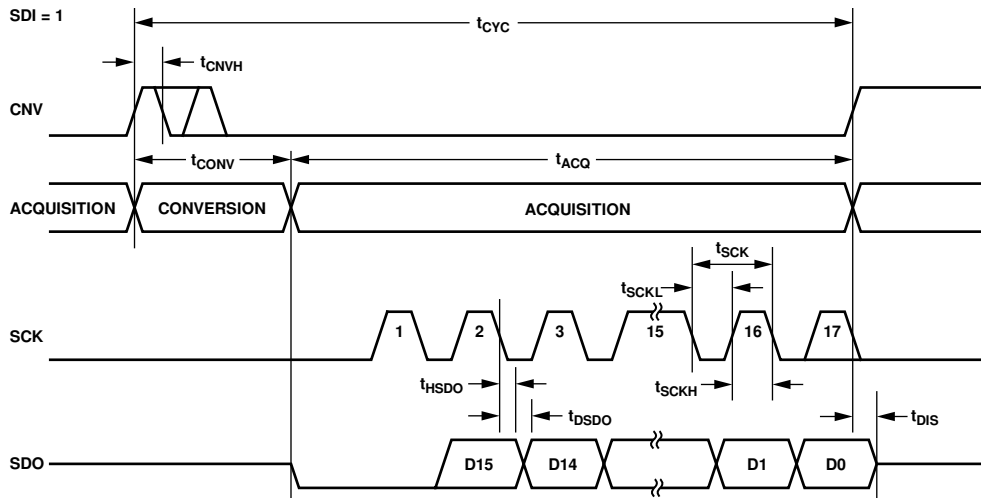 SDI = 1
tCYC
tCNVH
CNV
tCONV
tACQ
ACQUISITION
CONVERSION
ACQUISITION
tSCK
tSCKL
SCK
1
2
3
15
16
17
tHSDO
tSCKH
tDSDO
tDIS
SDO
D15
D14
D1
D0